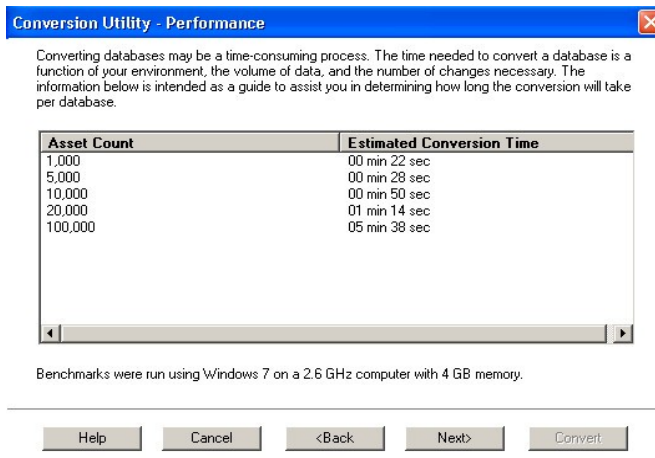 Conversion Utility - Performance
Converting databases may be a time-consuming process. The time needed to convert a database is a
function of your environment, the volume of data, and the number of changes necessary. The
information below is intended as a guide to assist you in determining how long the conversion will take
per database.
Asset Count Estimated Conversion Time
1,000 00 min 22 sec
5,000 00 min 28 sec
10,000 00 min 50 sec
20,000 01 min 14 sec
100,000 05 min 38 sec
Benchmarks were run using Windows 7 on a 2.6 GHz computer with 4 GB memory.
Help Cancel <Back Next> Convert